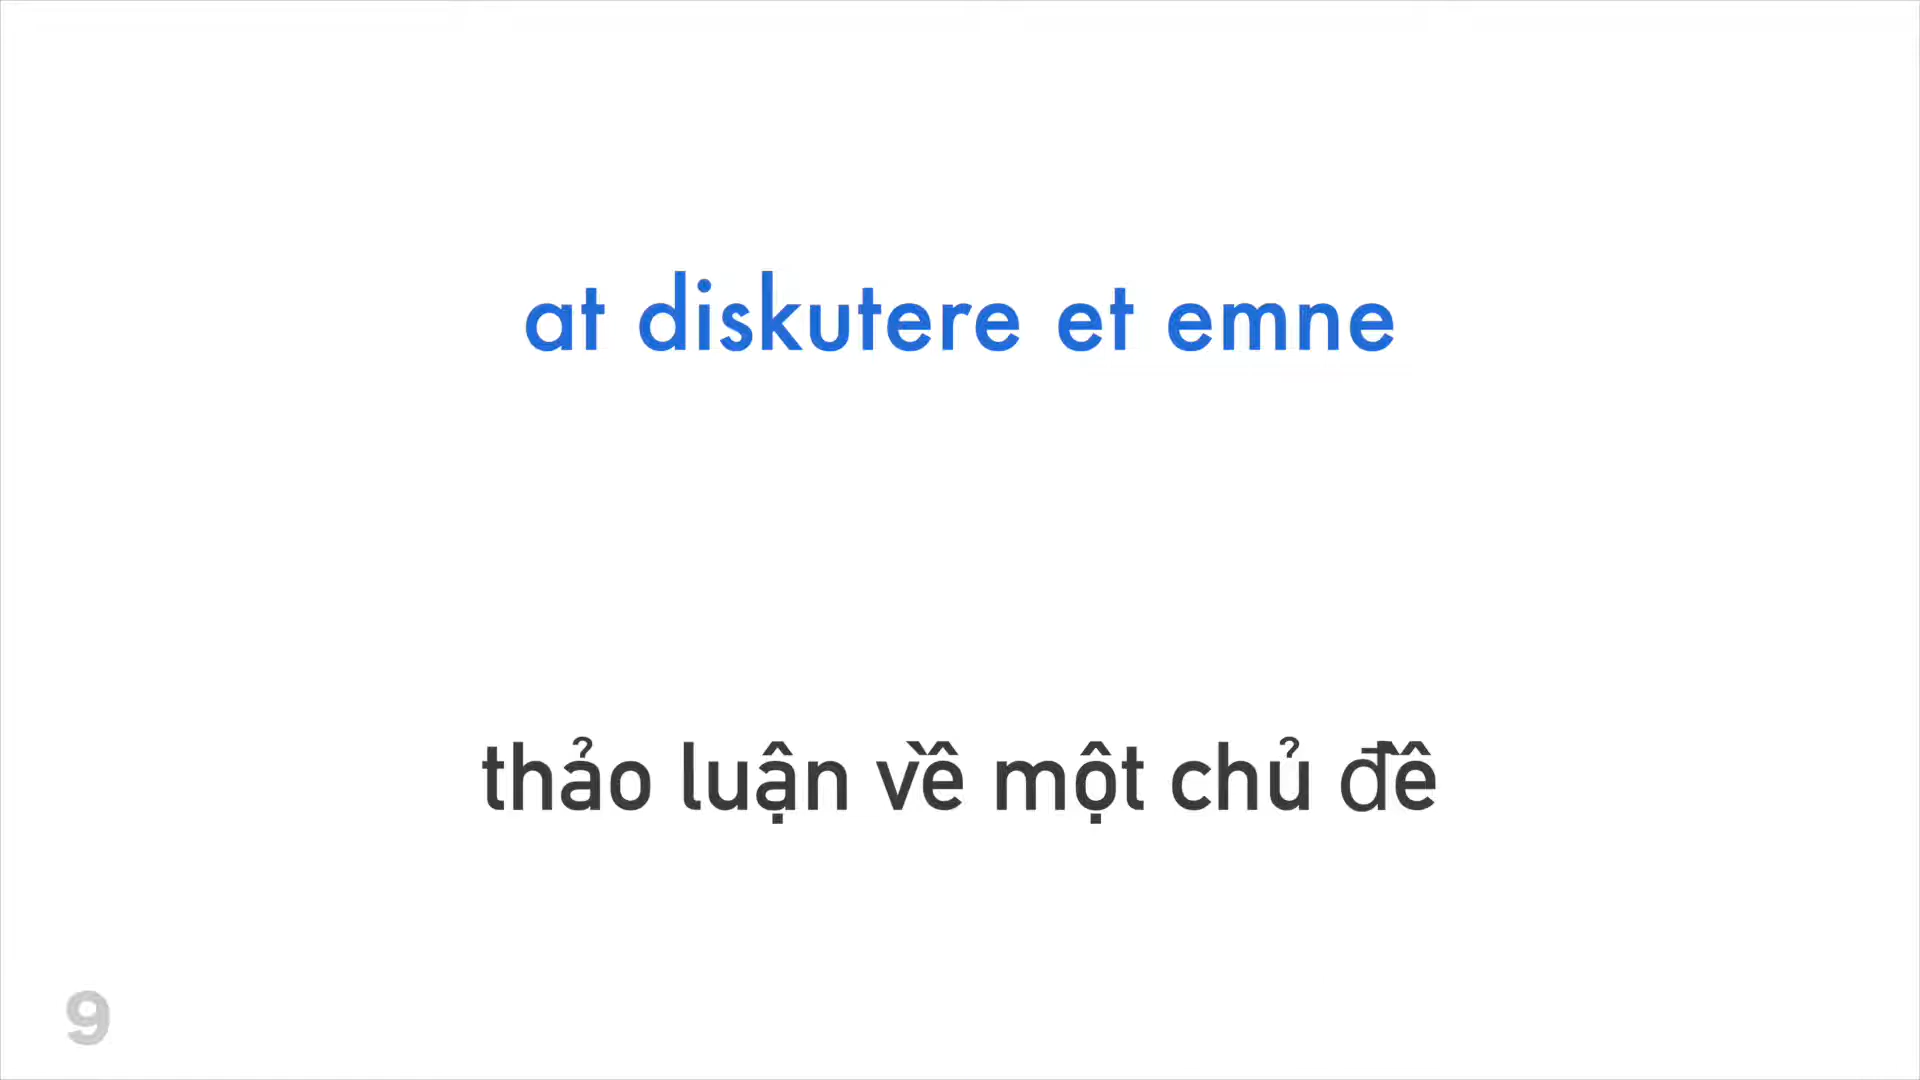 at diskutere et emne
thảo luận về một chủ đề
9